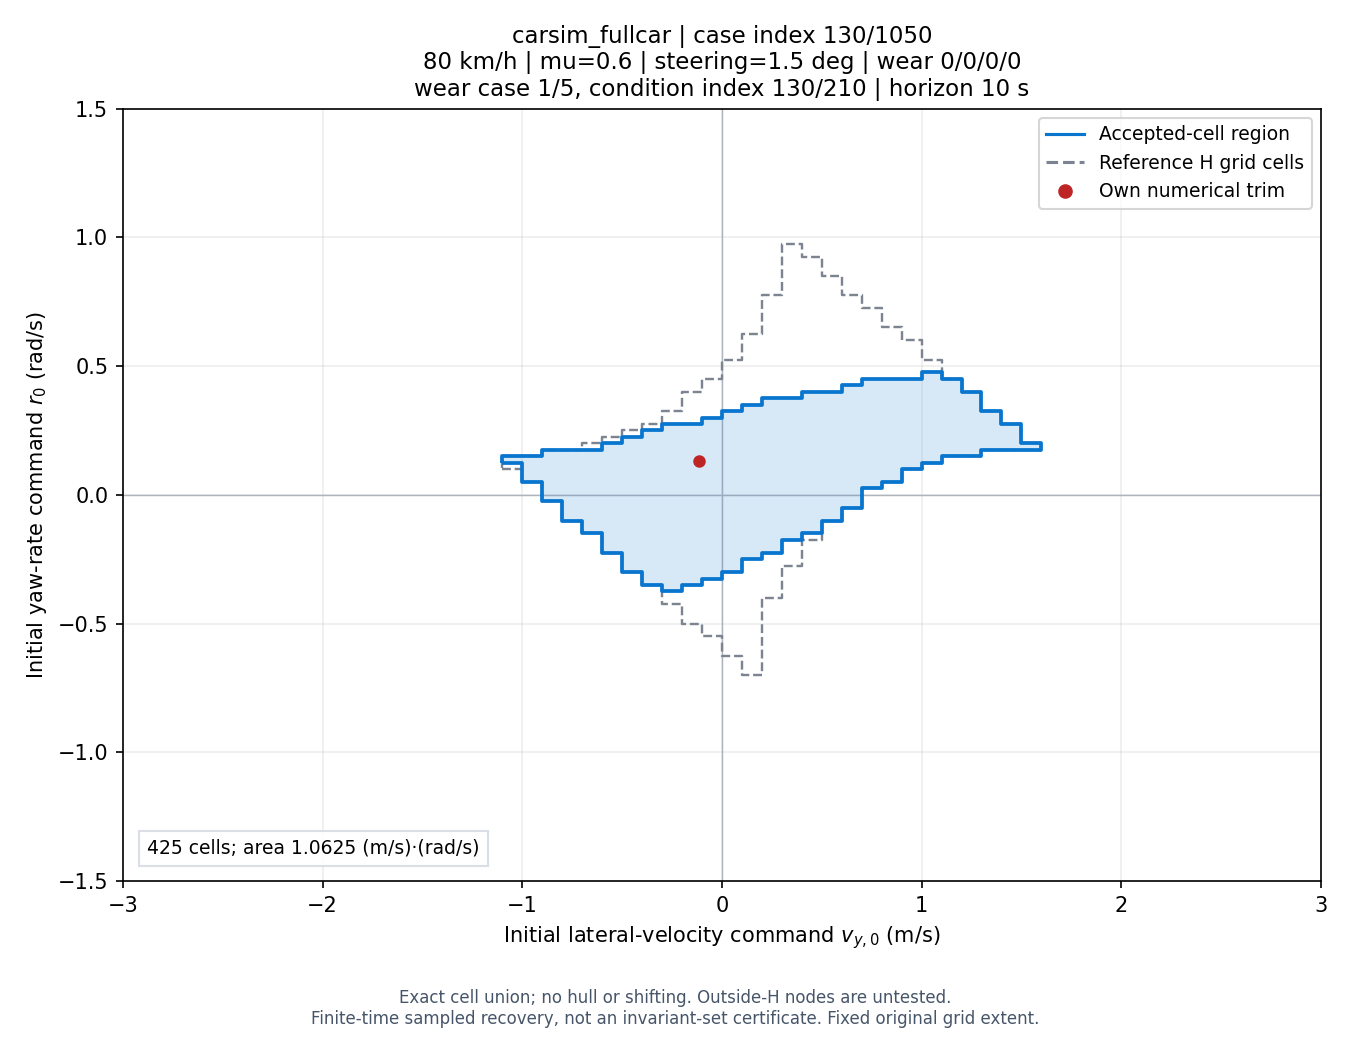 carsim_fullcar | case index 130/1050
80 km/h | mu=0.6 | steering=1.5 deg | wear 0/0/0/0
wear case 1/5, condition index 130/210 | horizon 10 s
1.5
1.0
0.5
0.0
−0.5
−1.0
−1.5
Initial yaw-rate command r₀ (rad/s)
Accepted-cell region
Reference H grid cells
Own numerical trim
425 cells; area 1.0625 (m/s)·(rad/s)
−3 −2 −1 0 1 2 3
Initial lateral-velocity command v_{y,0} (m/s)
Exact cell union; no hull or shifting. Outside-H nodes are untested.
Finite-time sampled recovery, not an invariant-set certificate. Fixed original grid extent.